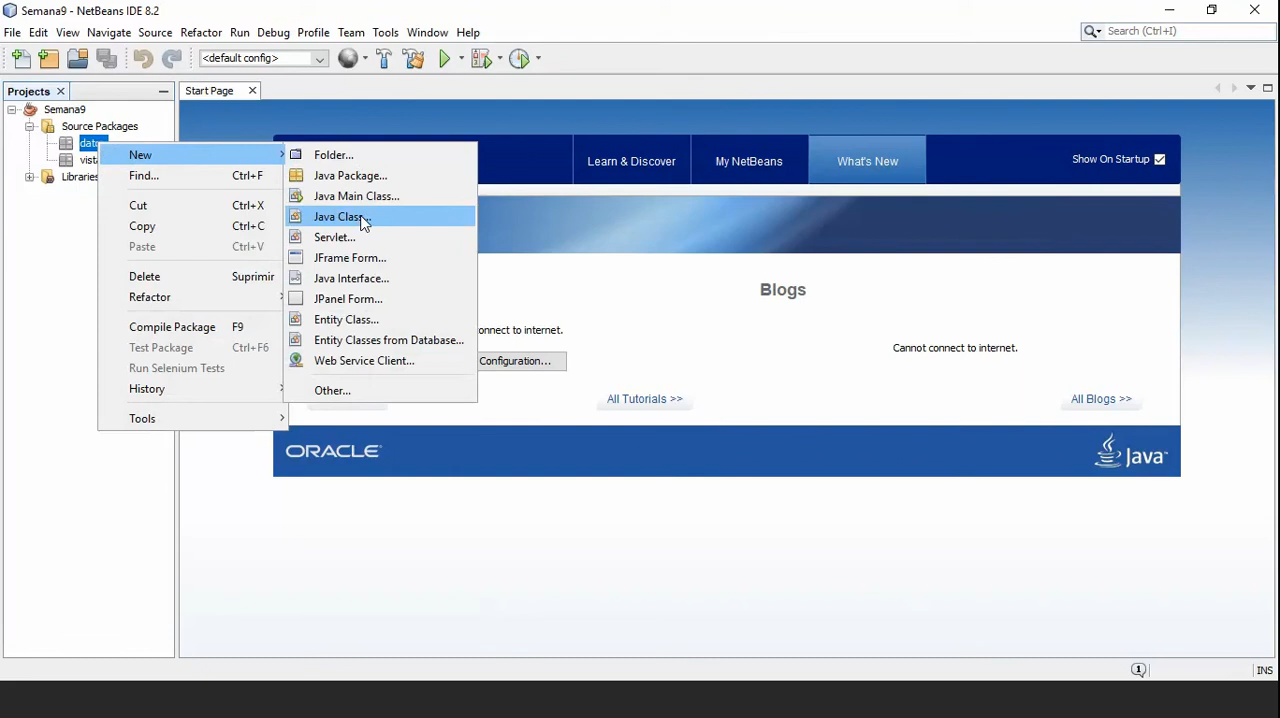 Semana9 - NetBeans IDE 8.2
File Edit View Navigate Source Refactor Run Debug Profile Team Tools Window Help
Search (Ctrl+I)
<default config>
Projects
Start Page
Semana9
Source Packages
Libraries
New
Find... Ctrl+F
Cut Ctrl+X
Copy Ctrl+C
Paste Ctrl+V
Delete Suprimir
Refactor
Compile Package F9
Test Package Ctrl+F6
Run Selenium Tests
History
Tools
Folder...
Java Package...
Java Main Class...
Java Class...
Servlet...
JFrame Form...
Java Interface...
JPanel Form...
Entity Class...
Entity Classes from Database...
Web Service Client...
Other...
Learn & Discover
My NetBeans
What's New
Show On Startup
Blogs
connect to internet.
Cannot connect to internet.
Configuration...
All Tutorials >>
All Blogs >>
ORACLE
Java
1
INS